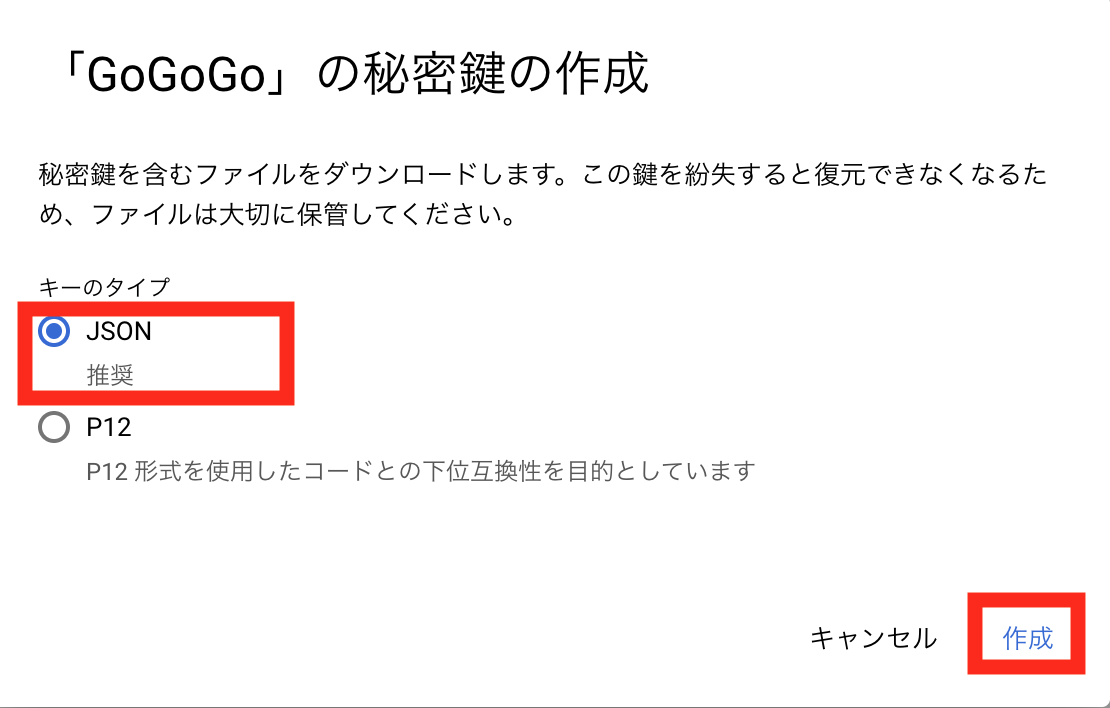 「GoGoGo」の秘密鍵の作成
秘密鍵を含むファイルをダウンロードします。この鍵を紛失すると復元できなくなるた
め、ファイルは大切に保管してください。
キーのタイプ
JSON
推奨
P12
P12 形式を使用したコードとの下位互換性を目的としています
キャンセル
作成